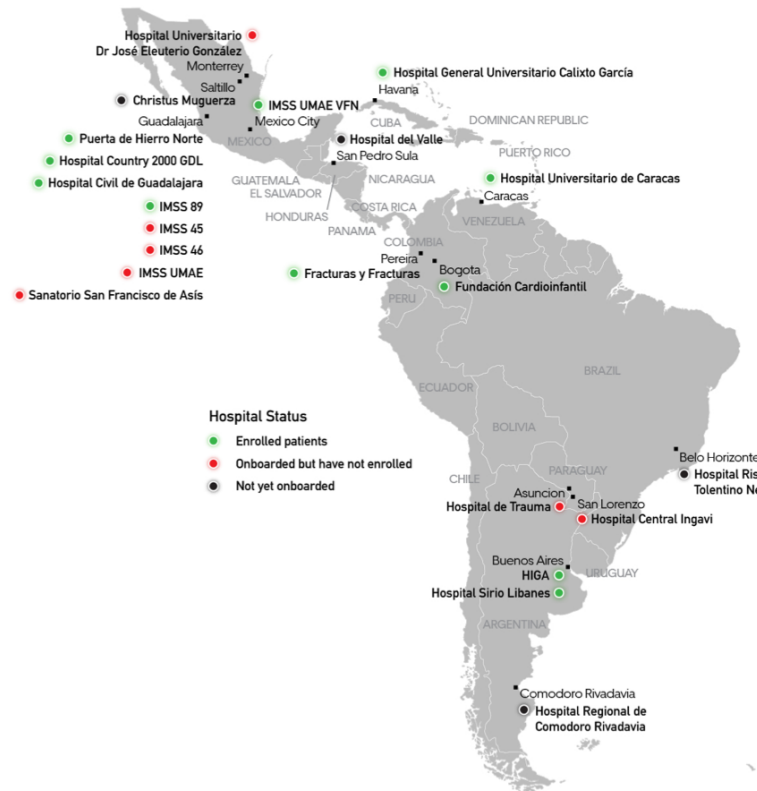 Hospital Universitario
Dr José Eleuterio González
Monterrey
Saltillo
Christus Muguerza
Guadalajara
IMSS UMAE VFN
Mexico City
MEXICO
Puerta de Hierro Norte
Hospital Country 2000 GDL
Hospital Civil de Guadalajara
IMSS 89
IMSS 45
IMSS 46
IMSS UMAE
Sanatorio San Francisco de Asís
Hospital General Universitario Calixto García
Havana
CUBA
DOMINICAN REPUBLIC
PUERTO RICO
Hospital del Valle
San Pedro Sula
GUATEMALA
EL SALVADOR
HONDURAS
NICARAGUA
COSTA RICA
PANAMA
Hospital Universitario de Caracas
Caracas
VENEZUELA
COLOMBIA
Pereira
Bogota
Fracturas y Fracturas
Fundación Cardioinfantil
PERU
ECUADOR
BRAZIL
BOLIVIA
Hospital Status
Enrolled patients
Onboarded but have not enrolled
Not yet onboarded
Belo Horizonte
Hospital Ris
Tolentino Ne
CHILE
PARAGUAY
Asuncion
San Lorenzo
Hospital de Trauma
Hospital Central Ingavi
Buenos Aires
HIGA
Hospital Sirio Libanes
URUGUAY
ARGENTINA
Comodoro Rivadavia
Hospital Regional de
Comodoro Rivadavia